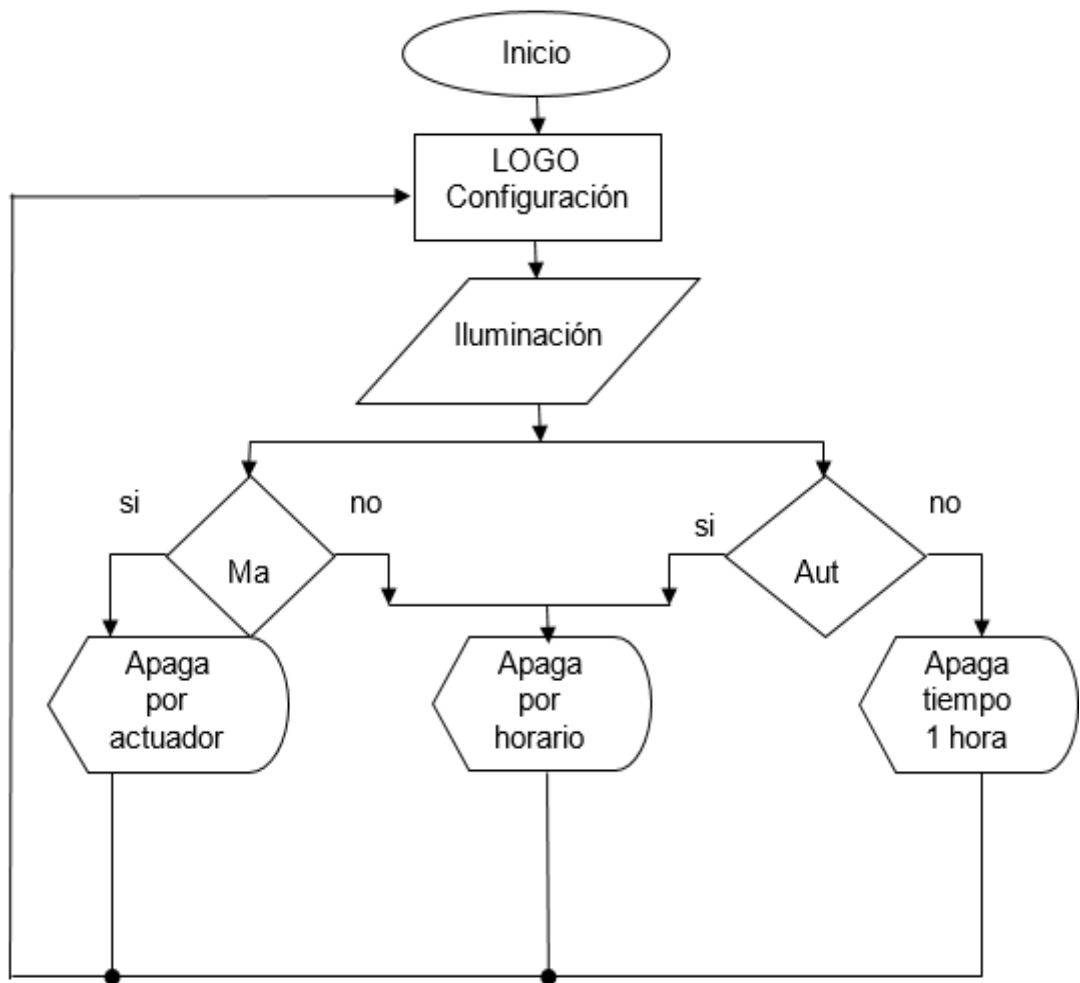 Inicio
LOGO
Configuración
Iluminación
si
no
si
no
Ma
Aut
Apaga
por
actuador
Apaga
por
horario
Apaga
tiempo
1 hora